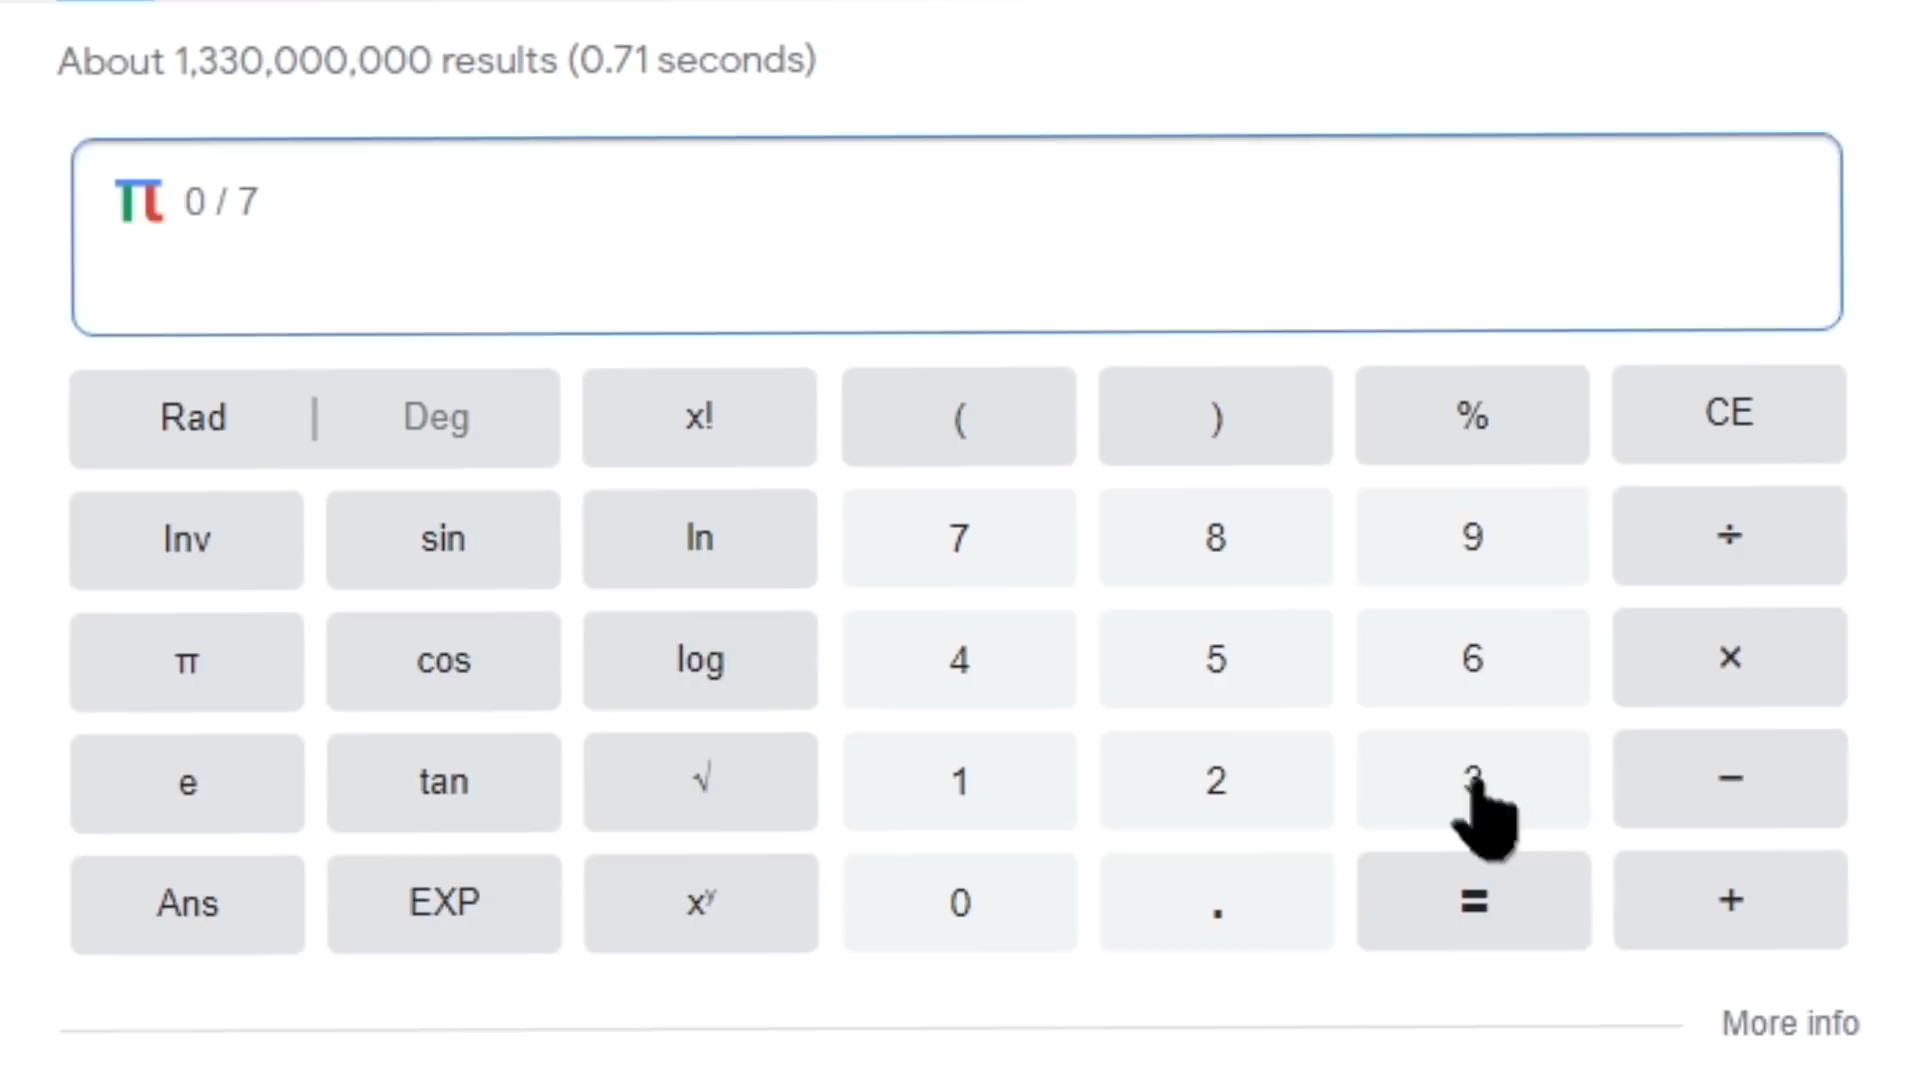 About 1,330,000,000 results (0.71 seconds)
π 0 / 7
Rad | Deg x! ( ) % CE
Inv sin ln 7 8 9 ÷
π cos log 4 5 6 ×
e tan √ 1 2 3 −
Ans EXP xʸ 0 . = +
More info